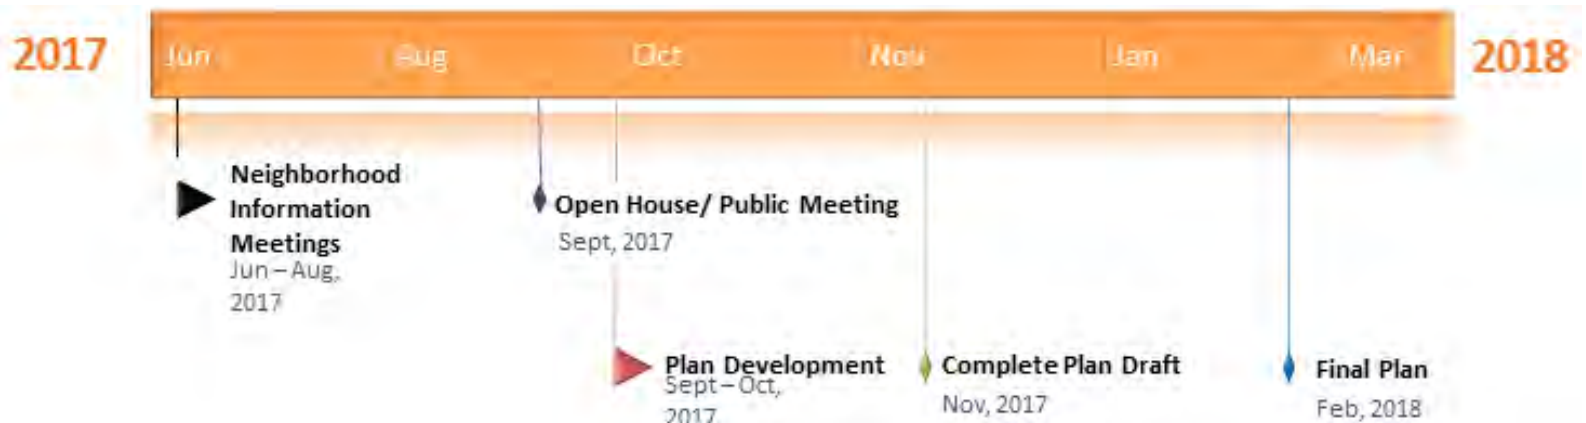 2017 Jun Aug Oct Nov Jan Mar 2018
Neighborhood
Information
Meetings
Jun – Aug,
2017
Open House/ Public Meeting
Sept, 2017
Plan Development
Sept – Oct,
2017
Complete Plan Draft
Nov, 2017
Final Plan
Feb, 2018